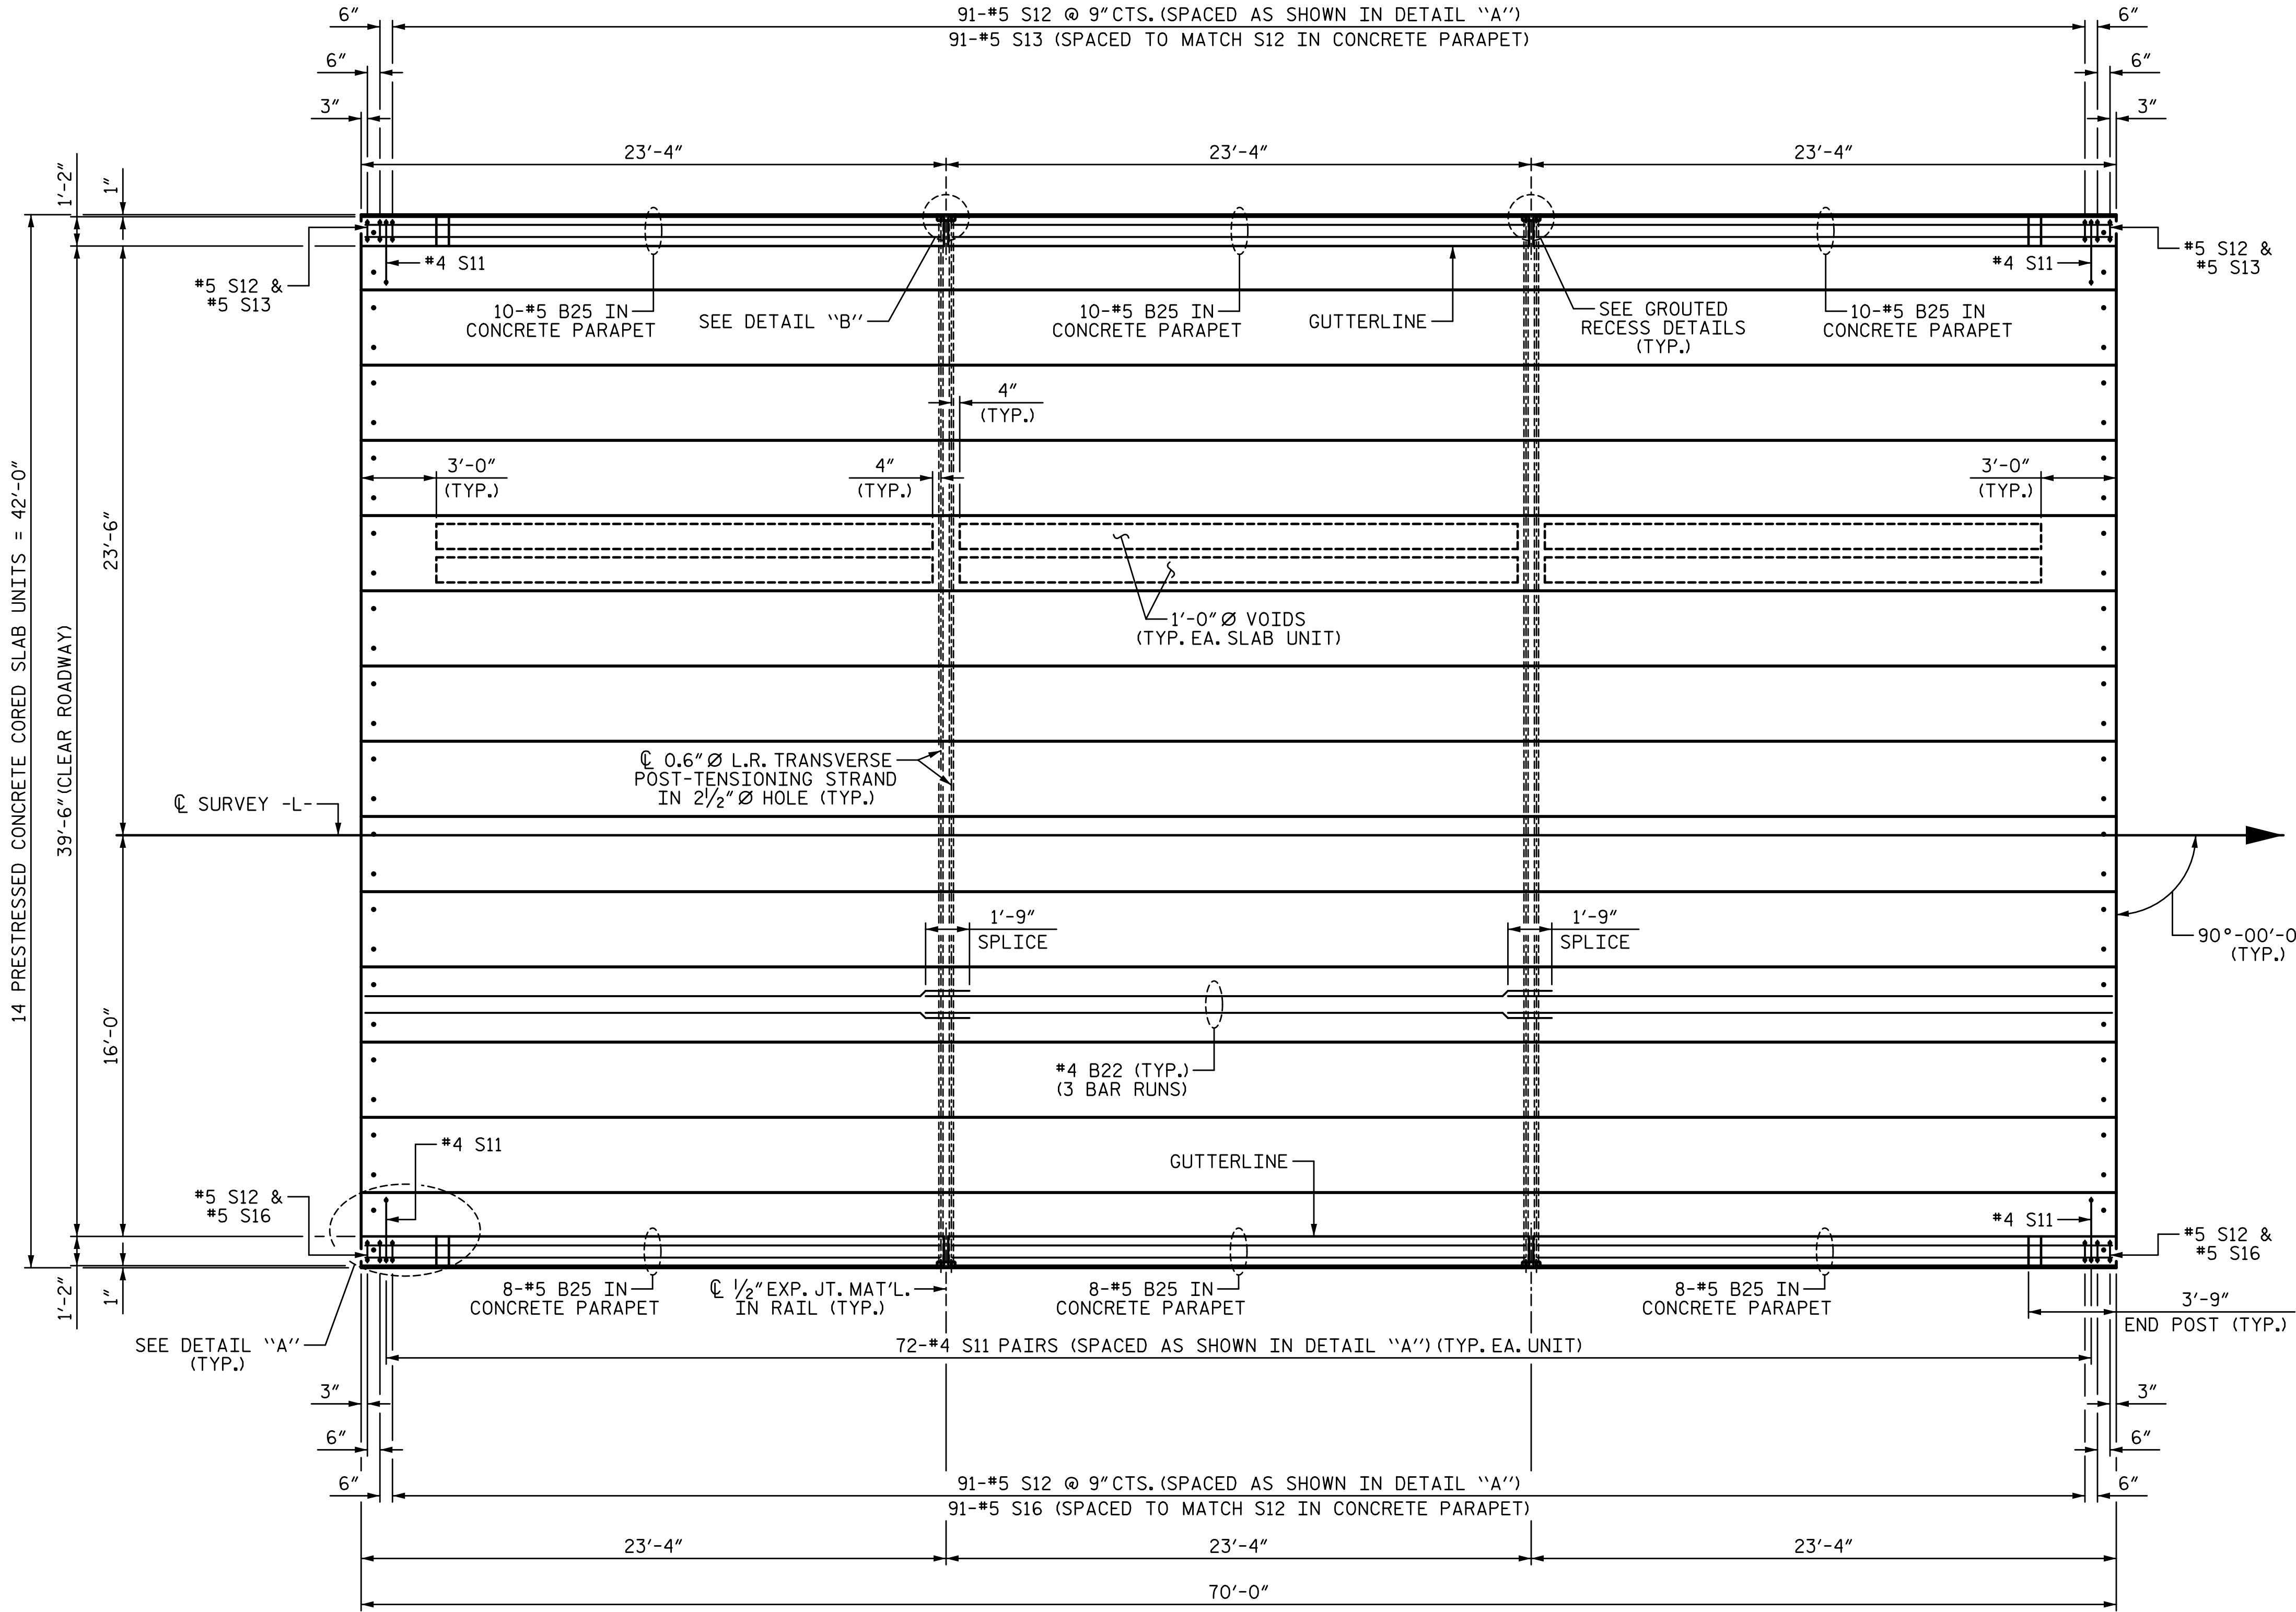 91-#5 S12 @ 9" CTS. (SPACED AS SHOWN IN DETAIL ``A'')
91-#5 S13 (SPACED TO MATCH S12 IN CONCRETE PARAPET)
6"
6"
6"
6"
3"
3"
23'-4"
23'-4"
23'-4"
1'-2"
1"
#5 S12 &
#5 S13
#4 S11
10-#5 B25 IN
CONCRETE PARAPET
SEE DETAIL ``B''
10-#5 B25 IN
CONCRETE PARAPET
GUTTERLINE
SEE GROUTED
RECESS DETAILS
(TYP.)
10-#5 B25 IN
CONCRETE PARAPET
#4 S11
#5 S12 &
#5 S13
4"
(TYP.)
3'-0"
(TYP.)
4"
(TYP.)
3'-0"
(TYP.)
14 PRESTRESSED CONCRETE CORED SLAB UNITS = 42'-0"
39'-6" (CLEAR ROADWAY)
23'-6"
1'-0" Ø VOIDS
(TYP. EA. SLAB UNIT)
℄ 0.6" Ø L.R. TRANSVERSE
POST-TENSIONING STRAND
IN 2 1/2" Ø HOLE (TYP.)
℄ SURVEY -L-
90°-00'-0
(TYP.)
1'-9"
SPLICE
1'-9"
SPLICE
16'-0"
#4 B22 (TYP.)
(3 BAR RUNS)
#4 S11
GUTTERLINE
#5 S12 &
#5 S16
#4 S11
#5 S12 &
#5 S16
1'-2"
1"
8-#5 B25 IN
CONCRETE PARAPET
℄ 1/2" EXP. JT. MAT'L.
IN RAIL (TYP.)
8-#5 B25 IN
CONCRETE PARAPET
8-#5 B25 IN
CONCRETE PARAPET
3'-9"
END POST (TYP.)
SEE DETAIL ``A''
(TYP.)
72-#4 S11 PAIRS (SPACED AS SHOWN IN DETAIL ``A'') (TYP. EA. UNIT)
3"
3"
6"
6"
6"
6"
91-#5 S12 @ 9" CTS. (SPACED AS SHOWN IN DETAIL ``A'')
91-#5 S16 (SPACED TO MATCH S12 IN CONCRETE PARAPET)
23'-4"
23'-4"
23'-4"
70'-0"